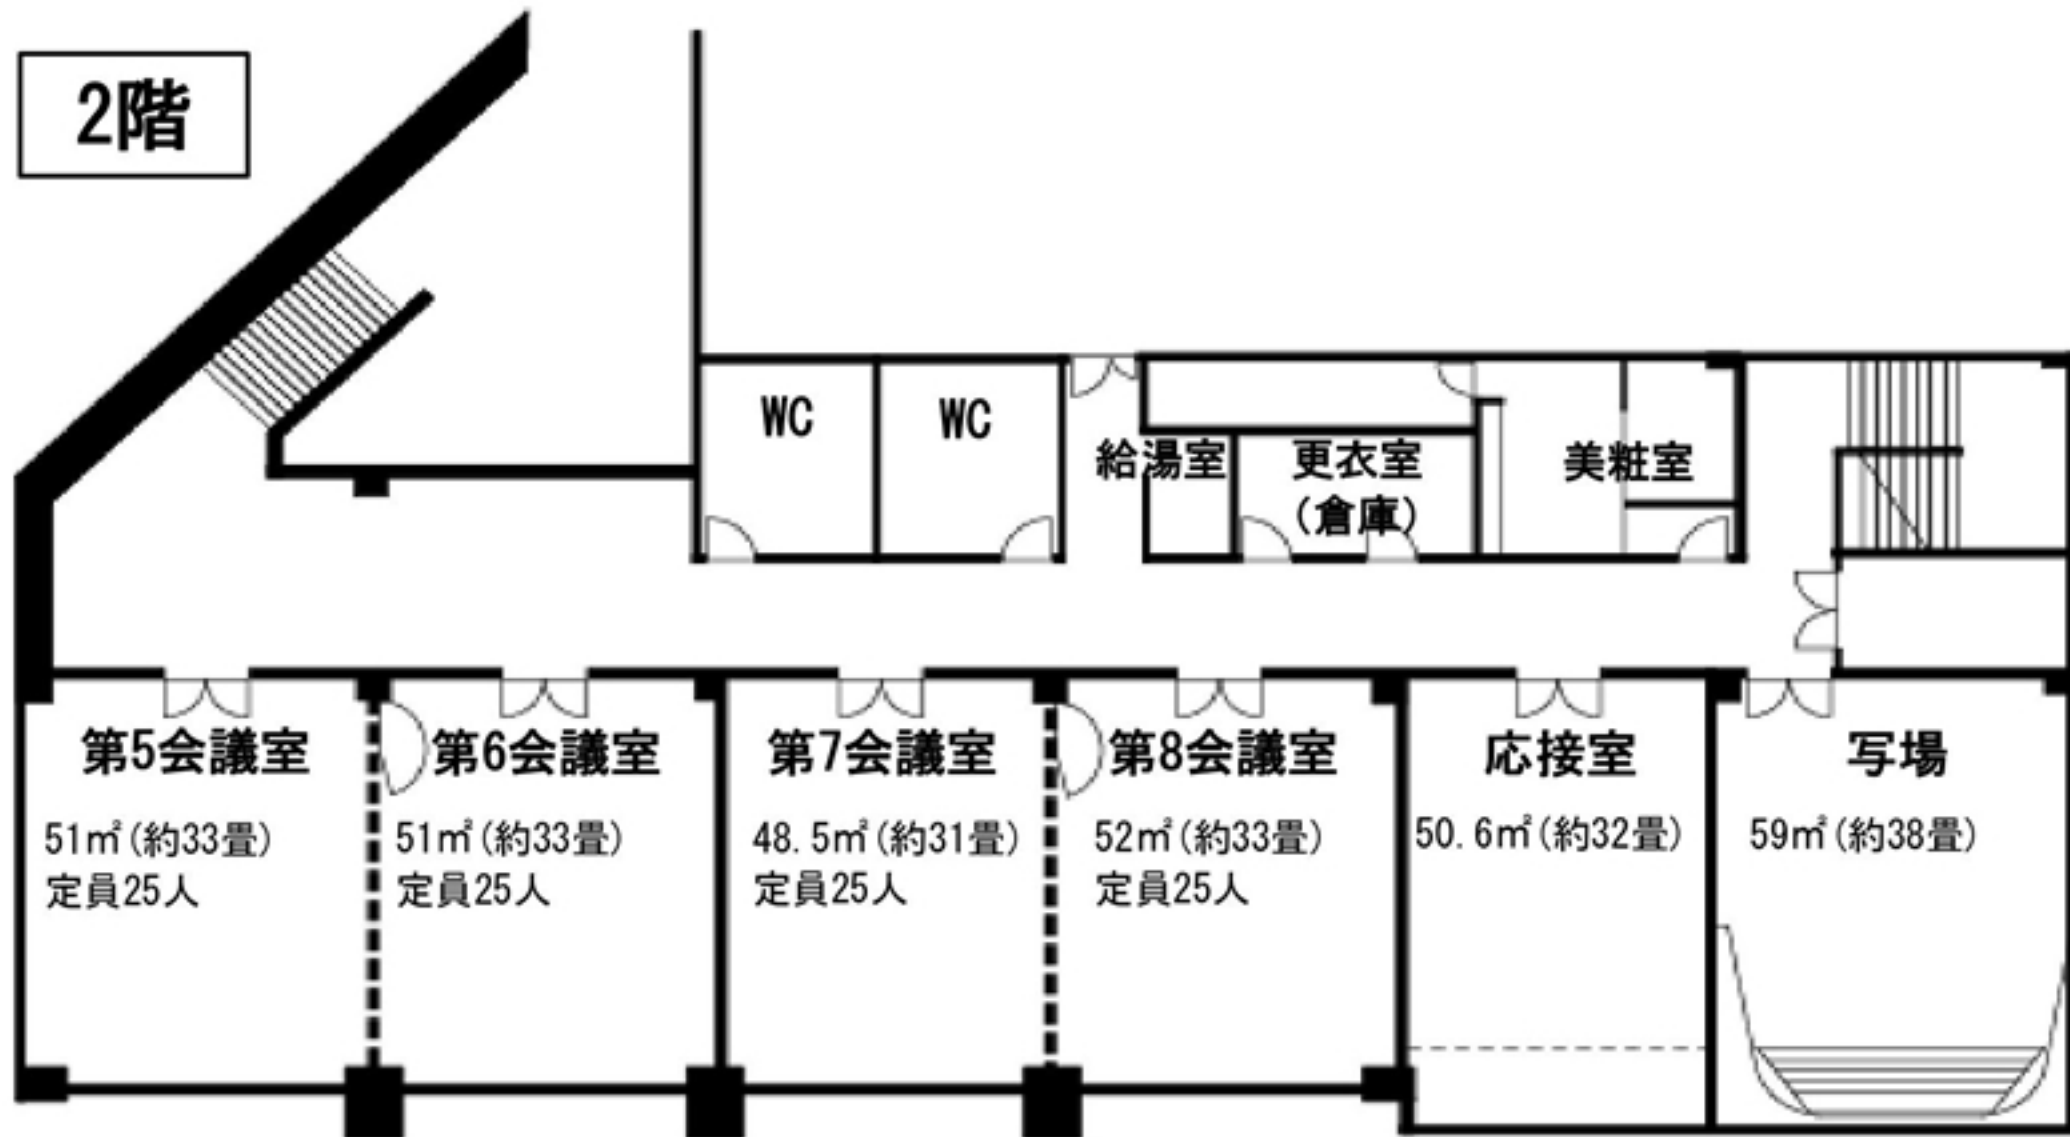 2階
WC
WC
給湯室
更衣室
(倉庫)
美粧室
第5会議室
51㎡(約33畳)
定員25人
第6会議室
51㎡(約33畳)
定員25人
第7会議室
48.5㎡(約31畳)
定員25人
第8会議室
52㎡(約33畳)
定員25人
応接室
50.6㎡(約32畳)
写場
59㎡(約38畳)